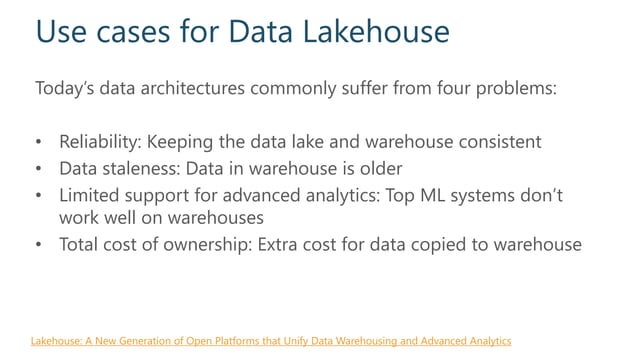 Use cases for Data Lakehouse
Today's data architectures commonly suffer from four problems:
• Reliability: Keeping the data lake and warehouse consistent
• Data staleness: Data in warehouse is older
• Limited support for advanced analytics: Top ML systems don't
work well on warehouses
• Total cost of ownership: Extra cost for data copied to warehouse
Lakehouse: A New Generation of Open Platforms that Unify Data Warehousing and Advanced Analytics